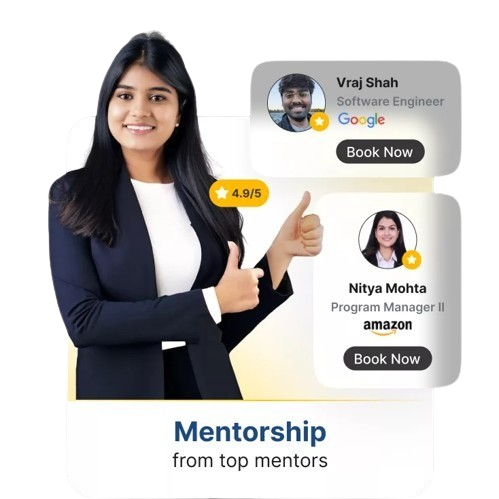 Vraj Shah
Software Engineer
Google
Book Now
4.9/5
Nitya Mohta
Program Manager II
amazon
Book Now
Mentorship
from top mentors